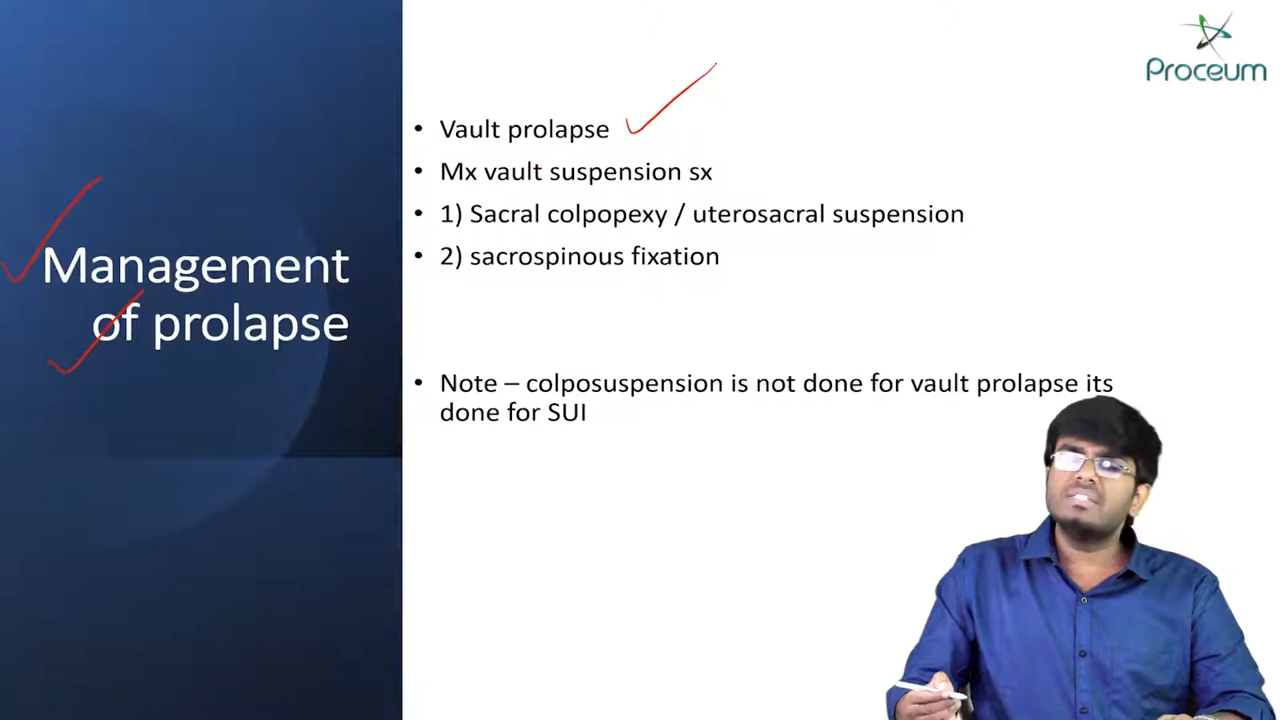 Proceum
Management
of prolapse
• Vault prolapse
• Mx vault suspension sx
• 1) Sacral colpopexy / uterosacral suspension
• 2) sacrospinous fixation
• Note – colposuspension is not done for vault prolapse its
done for SUI